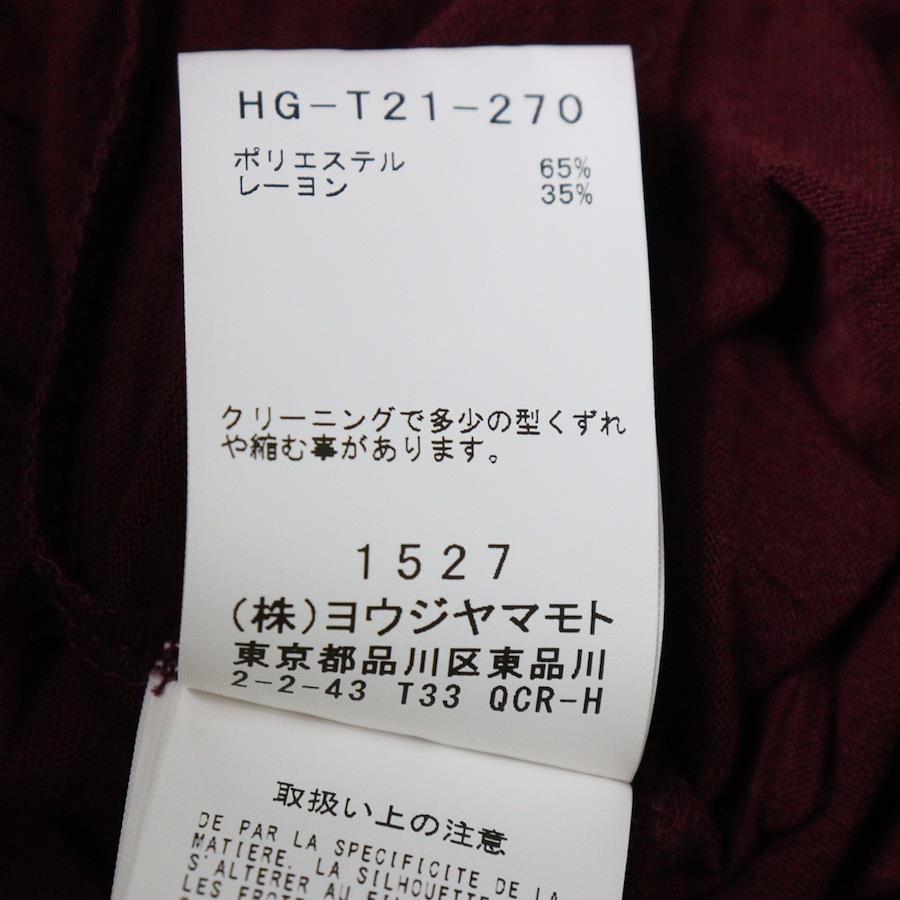 HG-T21-270
ポリエステル 65%
レーヨン 35%
クリーニングで多少の型くずれ
や縮む事があります。
1527
(株)ヨウジヤマモト
東京都品川区東品川
2-2-43 T33 QCR-H
取扱い上の注意
DE PAR LA SPECIFICITE DE LA
MATIERE, LA SILHOUETTE
S'ALTERER AU
LES